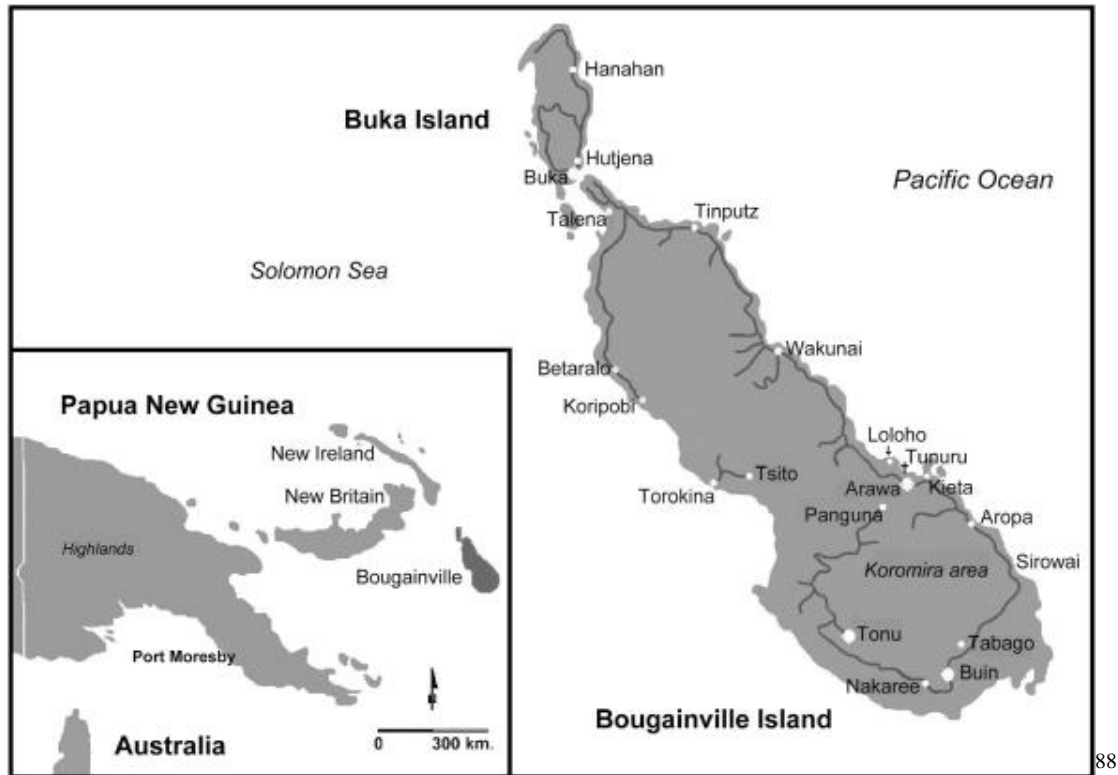 Hanahan
Buka Island
Hutjena
Buka
Pacific Ocean
Talena
Tinputz
Solomon Sea
Wakunai
Betaralo
Koripobi
Loloho
Tunuru
Tsito
Arawa
Kieta
Torokina
Panguna
Aropa
Sirowai
Koromira area
Tonu
Tabago
Buin
Nakaree
Bougainville Island
Papua New Guinea
New Ireland
New Britain
Highlands
Bougainville
Port Moresby
Australia
0 300 km.
88